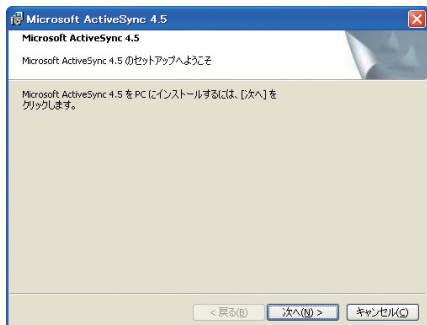 Microsoft ActiveSync 4.5
Microsoft ActiveSync 4.5
Microsoft ActiveSync 4.5 のセットアップへようこそ
Microsoft ActiveSync 4.5 を PC にインストールするには、[次へ] を
クリックします。
< 戻る(B) 次へ(N) > キャンセル(C)